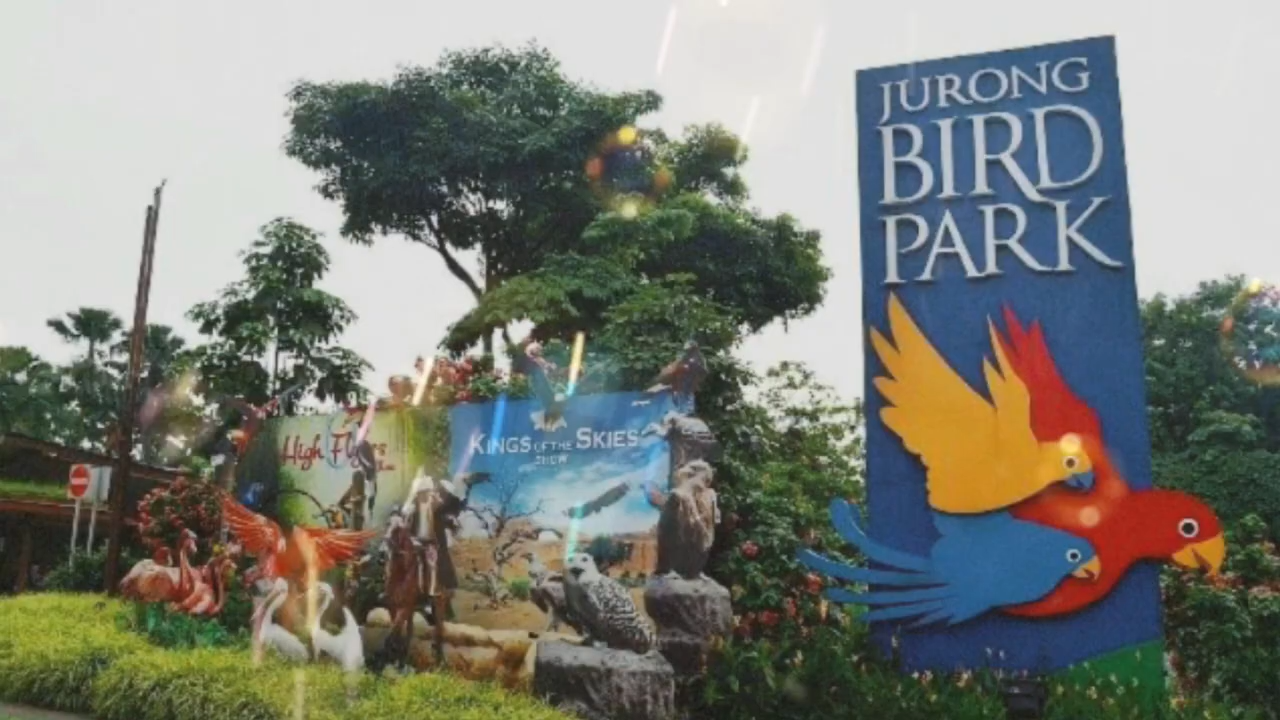 JURONG
BIRD
PARK
High Flyers
KINGS OF THE SKIES
SHOW